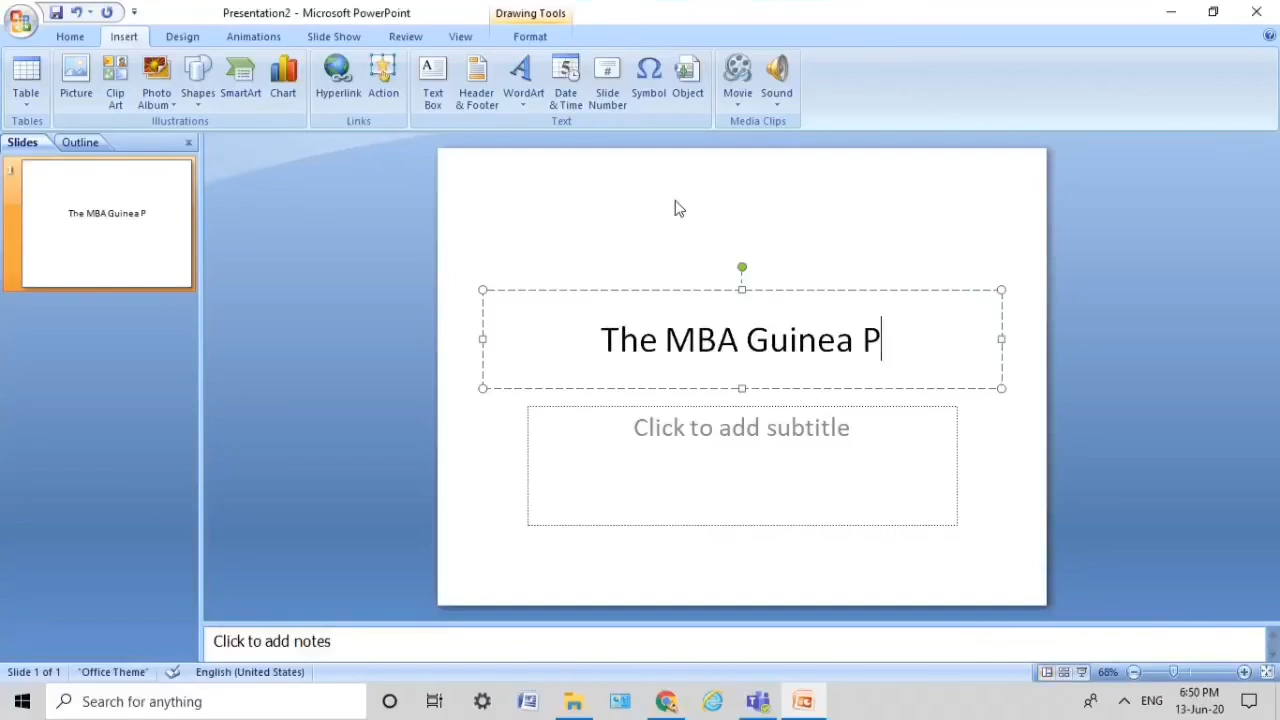 Presentation2 - Microsoft PowerPoint
Drawing Tools
Home Insert Design Animations Slide Show Review View Format
Table Picture Clip Art Photo Album Shapes SmartArt Chart Hyperlink Action Text Box Header & Footer WordArt Date & Time Slide Number Symbol Object Movie Sound
Tables Illustrations Links Text Media Clips
Slides Outline
1
The MBA Guinea P
The MBA Guinea P
Click to add subtitle
Click to add notes
Slide 1 of 1 "Office Theme" English (United States) 68%
Search for anything
ENG
6:50 PM
13-Jun-20